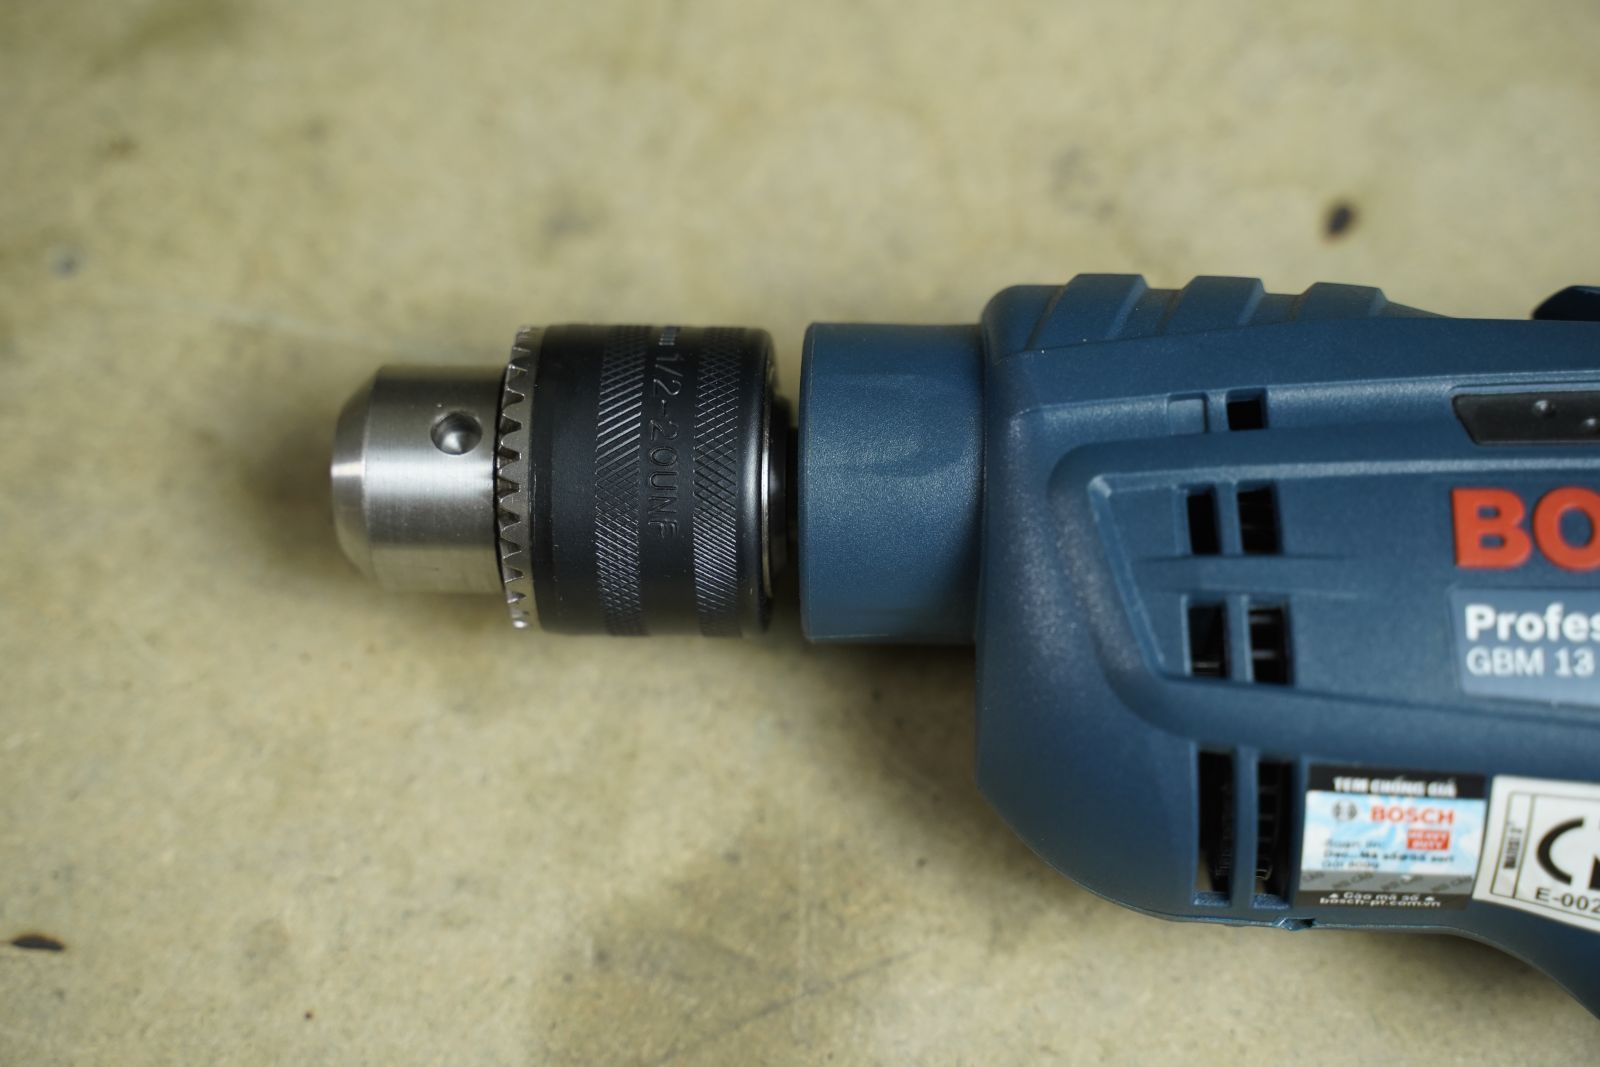 1/2-20UNF
BO
Profes
GBM 13
TEM CHỐNG GIẢ
BOSCH
HEAVY
DUTY
Cào mã số
bosch-pt.com.vn
CE
E-002